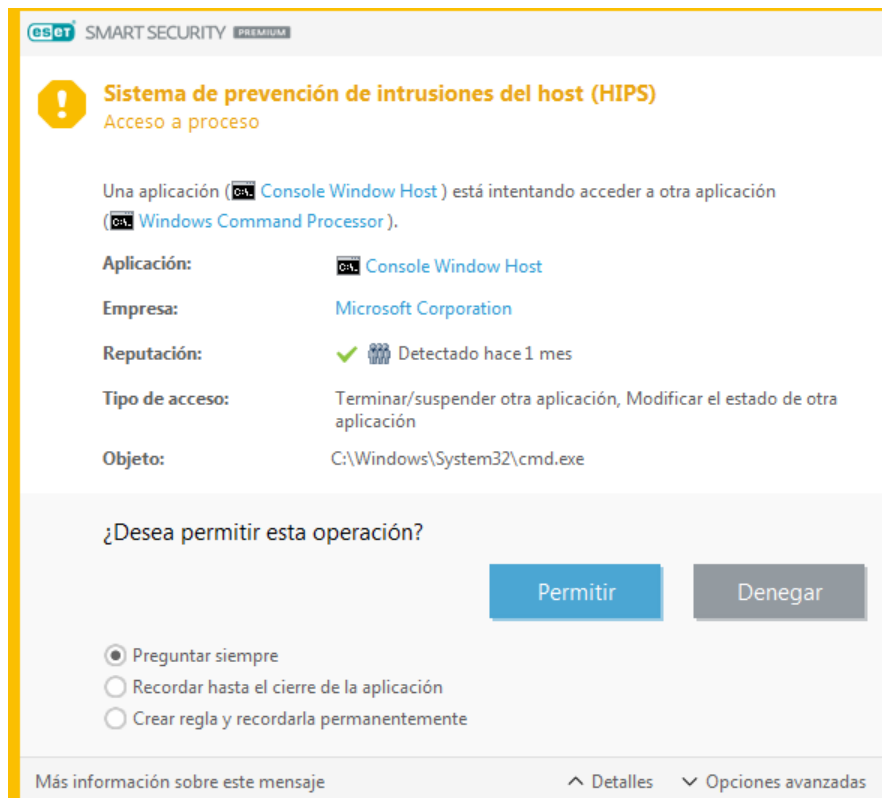 eset SMART SECURITY PREMIUM
Sistema de prevención de intrusiones del host (HIPS)
Acceso a proceso
Una aplicación ( Console Window Host ) está intentando acceder a otra aplicación
( Windows Command Processor ).
Aplicación: Console Window Host
Empresa: Microsoft Corporation
Reputación: Detectado hace 1 mes
Tipo de acceso: Terminar/suspender otra aplicación, Modificar el estado de otra
aplicación
Objeto: C:\Windows\System32\cmd.exe
¿Desea permitir esta operación?
Permitir Denegar
Preguntar siempre
Recordar hasta el cierre de la aplicación
Crear regla y recordarla permanentemente
Más información sobre este mensaje Detalles Opciones avanzadas